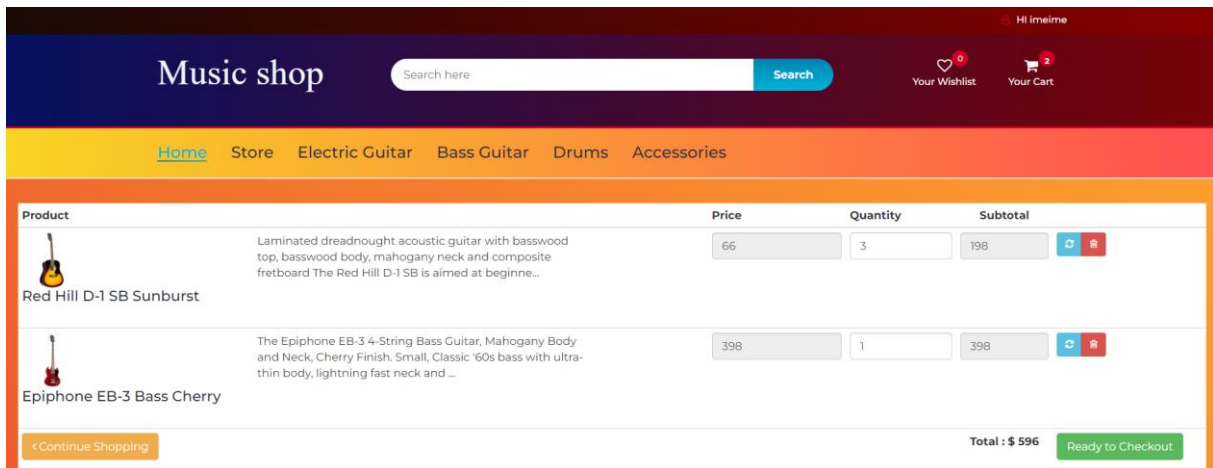 HI imeime
Music shop
Search here
Search
0
Your Wishlist
2
Your Cart
Home Store Electric Guitar Bass Guitar Drums Accessories
Product Price Quantity Subtotal
Laminated dreadnought acoustic guitar with basswood
top, basswood body, mahogany neck and composite
fretboard The Red Hill D-1 SB is aimed at beginne...
66 3 198
Red Hill D-1 SB Sunburst
The Epiphone EB-3 4-String Bass Guitar, Mahogany Body
and Neck, Cherry Finish. Small, Classic '60s bass with ultra-
thin body, lightning fast neck and ...
398 1 398
Epiphone EB-3 Bass Cherry
Continue Shopping
Total : $ 596
Ready to Checkout